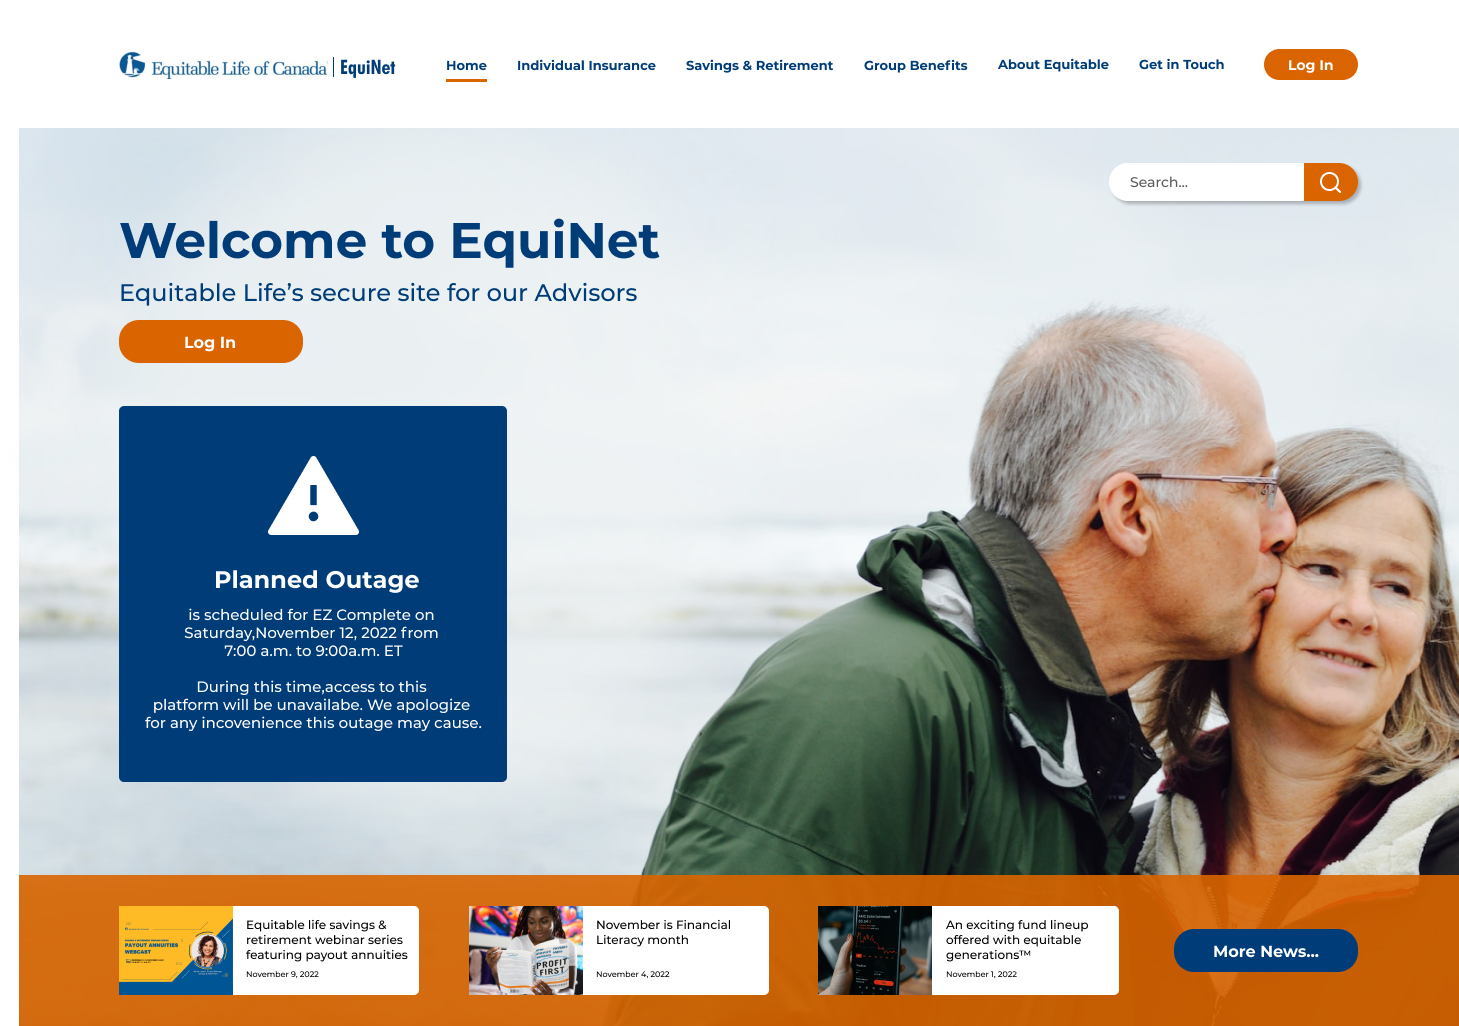 Equitable Life of Canada | EquiNet
Home
Individual Insurance
Savings & Retirement
Group Benefits
About Equitable
Get in Touch
Log In
Search...
Welcome to EquiNet
Equitable Life’s secure site for our Advisors
Log In
Planned Outage
is scheduled for EZ Complete on
Saturday,November 12, 2022 from
7:00 a.m. to 9:00a.m. ET
During this time,access to this
platform will be unavailabe. We apologize
for any incovenience this outage may cause.
PAYOUT ANNUITIES
WEBCAST
Equitable life savings &
retirement webinar series
featuring payout annuities
November 9, 2022
PROFIT
FIRST
November is Financial
Literacy month
November 4, 2022
An exciting fund lineup
offered with equitable
generations™
November 1, 2022
More News...